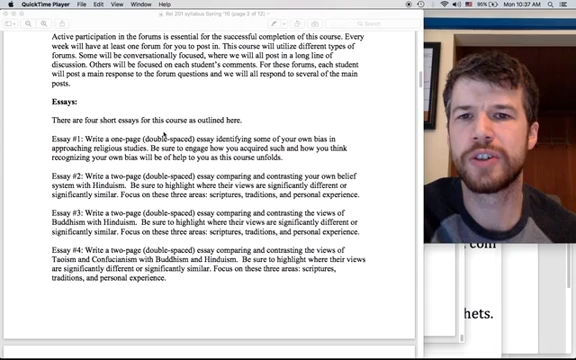 QuickTime Player File Edit View Window Help
95% Mon 10:37 AM
Rel 201 syllabus Spring '16 (page 2 of 12)
Active participation in the forums is essential for the successful completion of this course. Every
week will have at least one forum for you to post in. This course will utilize different types of
forums. Some will be conversationally focused, where we will all post in a long line of
discussion. Others will be focused on each student's comments. For these forums, each student
will post a main response to the forum questions and we will all respond to several of the main
posts.
Essays:
There are four short essays for this course as outlined here.
Essay #1: Write a one-page (double-spaced) essay identifying some of your own bias in
approaching religious studies. Be sure to engage how you acquired such and how you think
recognizing your own bias will be of help to you as this course unfolds.
Essay #2: Write a two-page (double-spaced) essay comparing and contrasting your own belief
system with Hinduism. Be sure to highlight where their views are significantly different or
significantly similar. Focus on these three areas: scriptures, traditions, and personal experience.
Essay #3: Write a two-page (double-spaced) essay comparing and contrasting the views of
Buddhism with Hinduism. Be sure to highlight where their views are significantly different or
significantly similar. Focus on these three areas: scriptures, traditions, and personal experience.
Essay #4: Write a two-page (double-spaced) essay comparing and contrasting the views of
Taoism and Confucianism with Buddhism and Hinduism. Be sure to highlight where their views
are significantly different or significantly similar. Focus on these three areas: scriptures,
traditions, and personal experience.
com
hets.